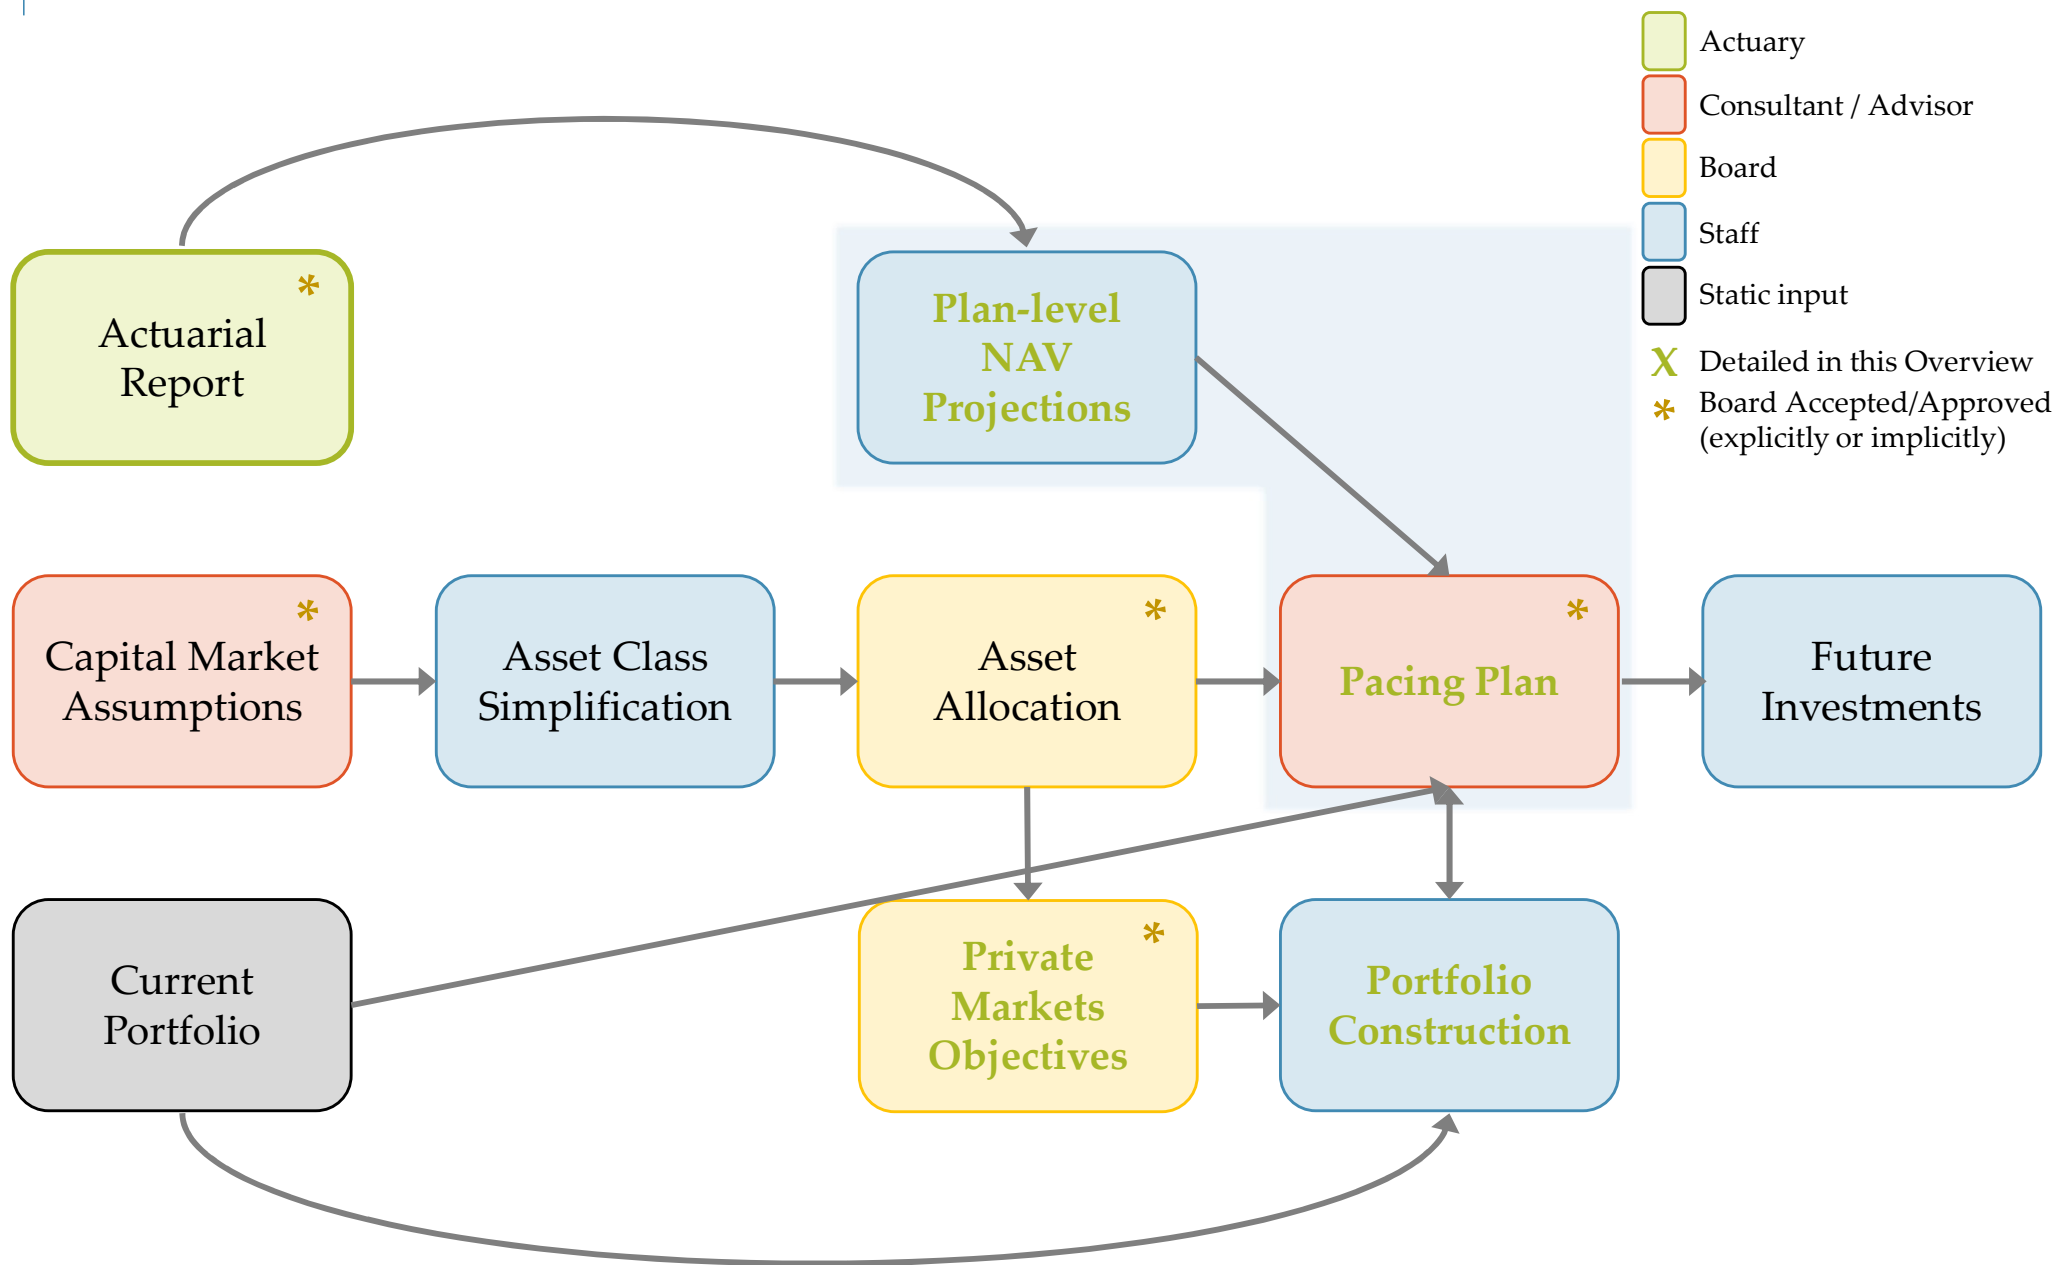 Actuary
Consultant / Advisor
Board
Staff
Static input
X Detailed in this Overview
* Board Accepted/Approved
(explicitly or implicitly)
*
Actuarial
Report
Plan-level
NAV
Projections
*
Capital Market
Assumptions
Asset Class
Simplification
*
Asset
Allocation
*
Pacing Plan
Future
Investments
Current
Portfolio
*
Private
Markets
Objectives
Portfolio
Construction